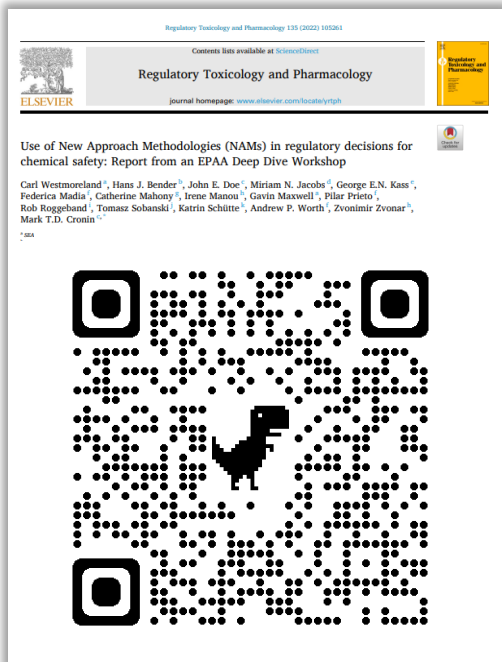 Regulatory Toxicology and Pharmacology 135 (2022) 105261
Contents lists available at ScienceDirect
Regulatory Toxicology and Pharmacology
journal homepage: www.elsevier.com/locate/yrtph
ELSEVIER
Regulatory
Toxicology and
Pharmacology
Check for
updates
Use of New Approach Methodologies (NAMs) in regulatory decisions for
chemical safety: Report from an EPAA Deep Dive Workshop
Carl Westmoreland a, Hans J. Bender b, John E. Doe c, Miriam N. Jacobs d, George E.N. Kass e,
Federica Madia f, Catherine Mahony g, Irene Manou h, Gavin Maxwell a, Pilar Prieto f,
Rob Roggeband i, Tomasz Sobanski j, Katrin Schütte k, Andrew P. Worth f, Zvonimir Zvonar h,
Mark T.D. Cronin c,*
a SEA